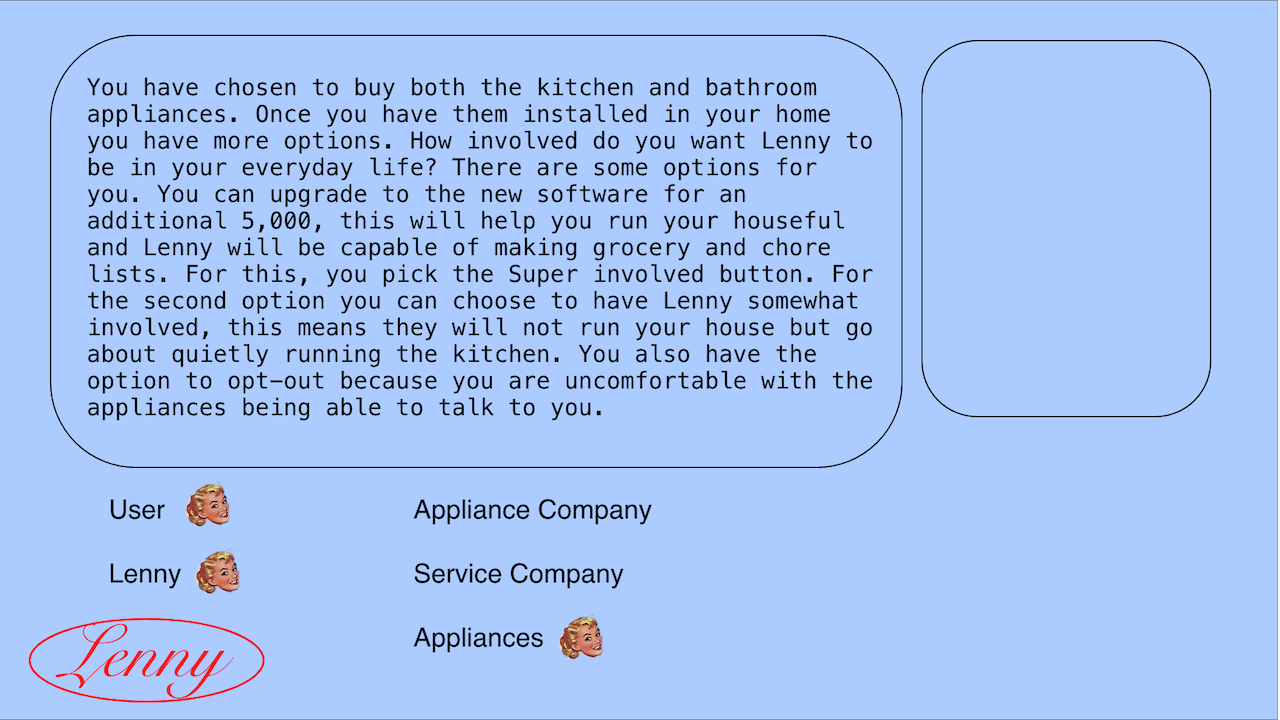 You have chosen to buy both the kitchen and bathroom
appliances. Once you have them installed in your home
you have more options. How involved do you want Lenny to
be in your everyday life? There are some options for
you. You can upgrade to the new software for an
additional 5,000, this will help you run your houseful
and Lenny will be capable of making grocery and chore
lists. For this, you pick the Super involved button. For
the second option you can choose to have Lenny somewhat
involved, this means they will not run your house but go
about quietly running the kitchen. You also have the
option to opt-out because you are uncomfortable with the
appliances being able to talk to you.
User
Appliance Company
Lenny
Service Company
Appliances
Lenny